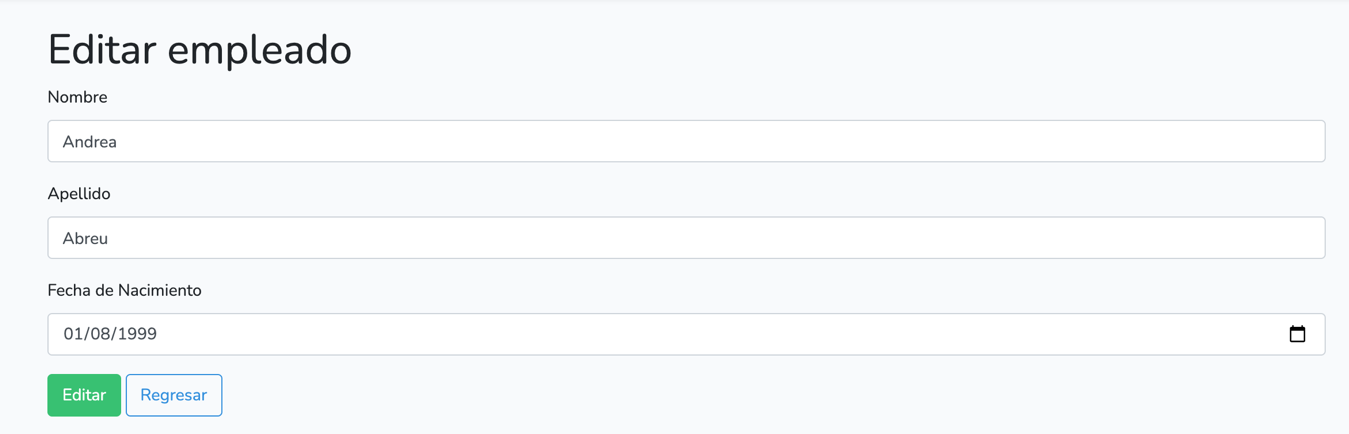 Editar empleado
Nombre
Andrea
Apellido
Abreu
Fecha de Nacimiento
01/08/1999
Editar Regresar